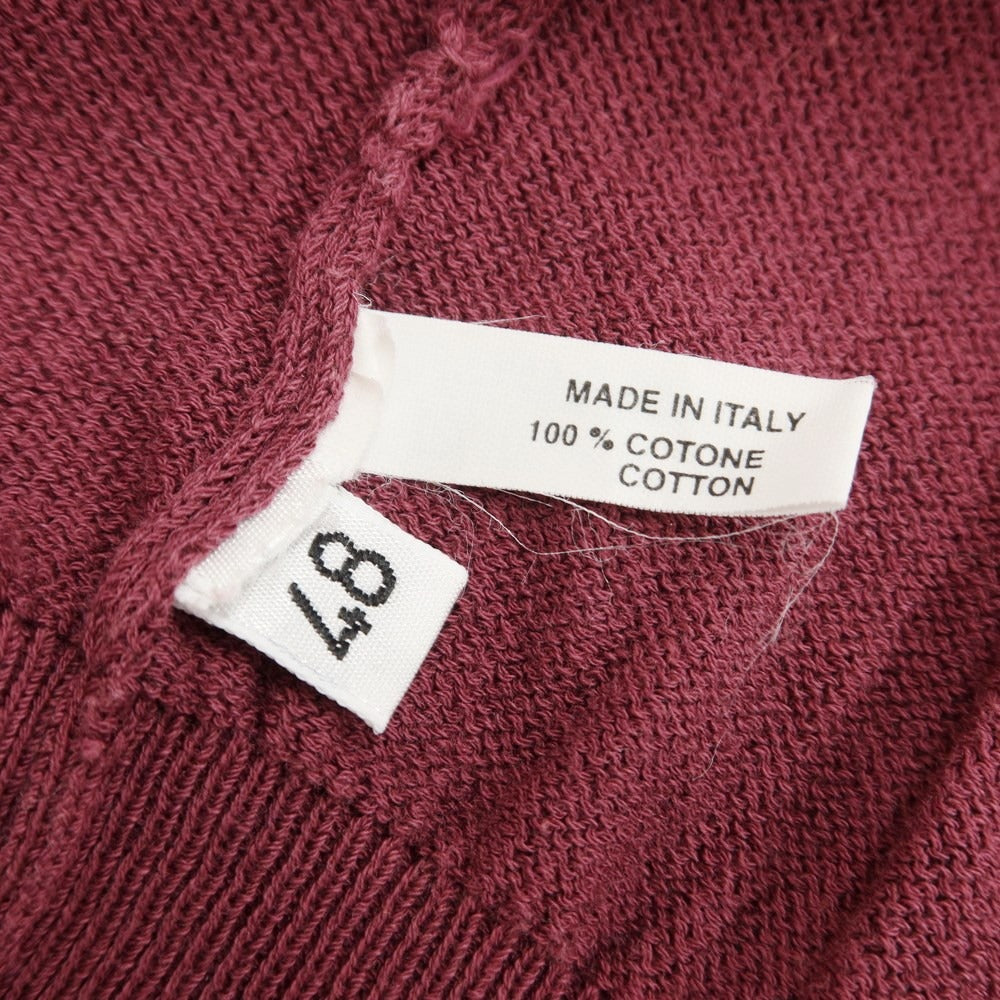 MADE IN ITALY
100 % COTONE
COTTON
48